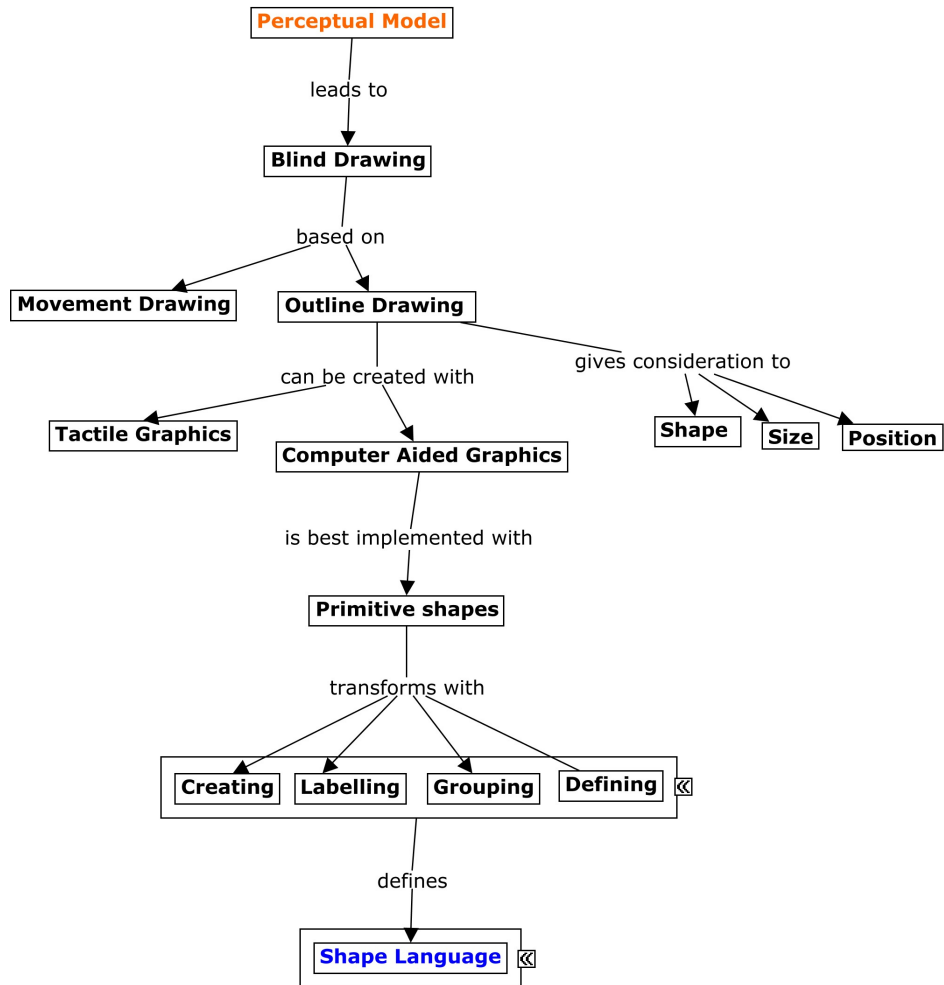 Perceptual Model
leads to
Blind Drawing
based on
Movement Drawing
Outline Drawing
gives consideration to
can be created with
Tactile Graphics
Shape
Size
Position
Computer Aided Graphics
is best implemented with
Primitive shapes
transforms with
Creating
Labelling
Grouping
Defining
defines
Shape Language